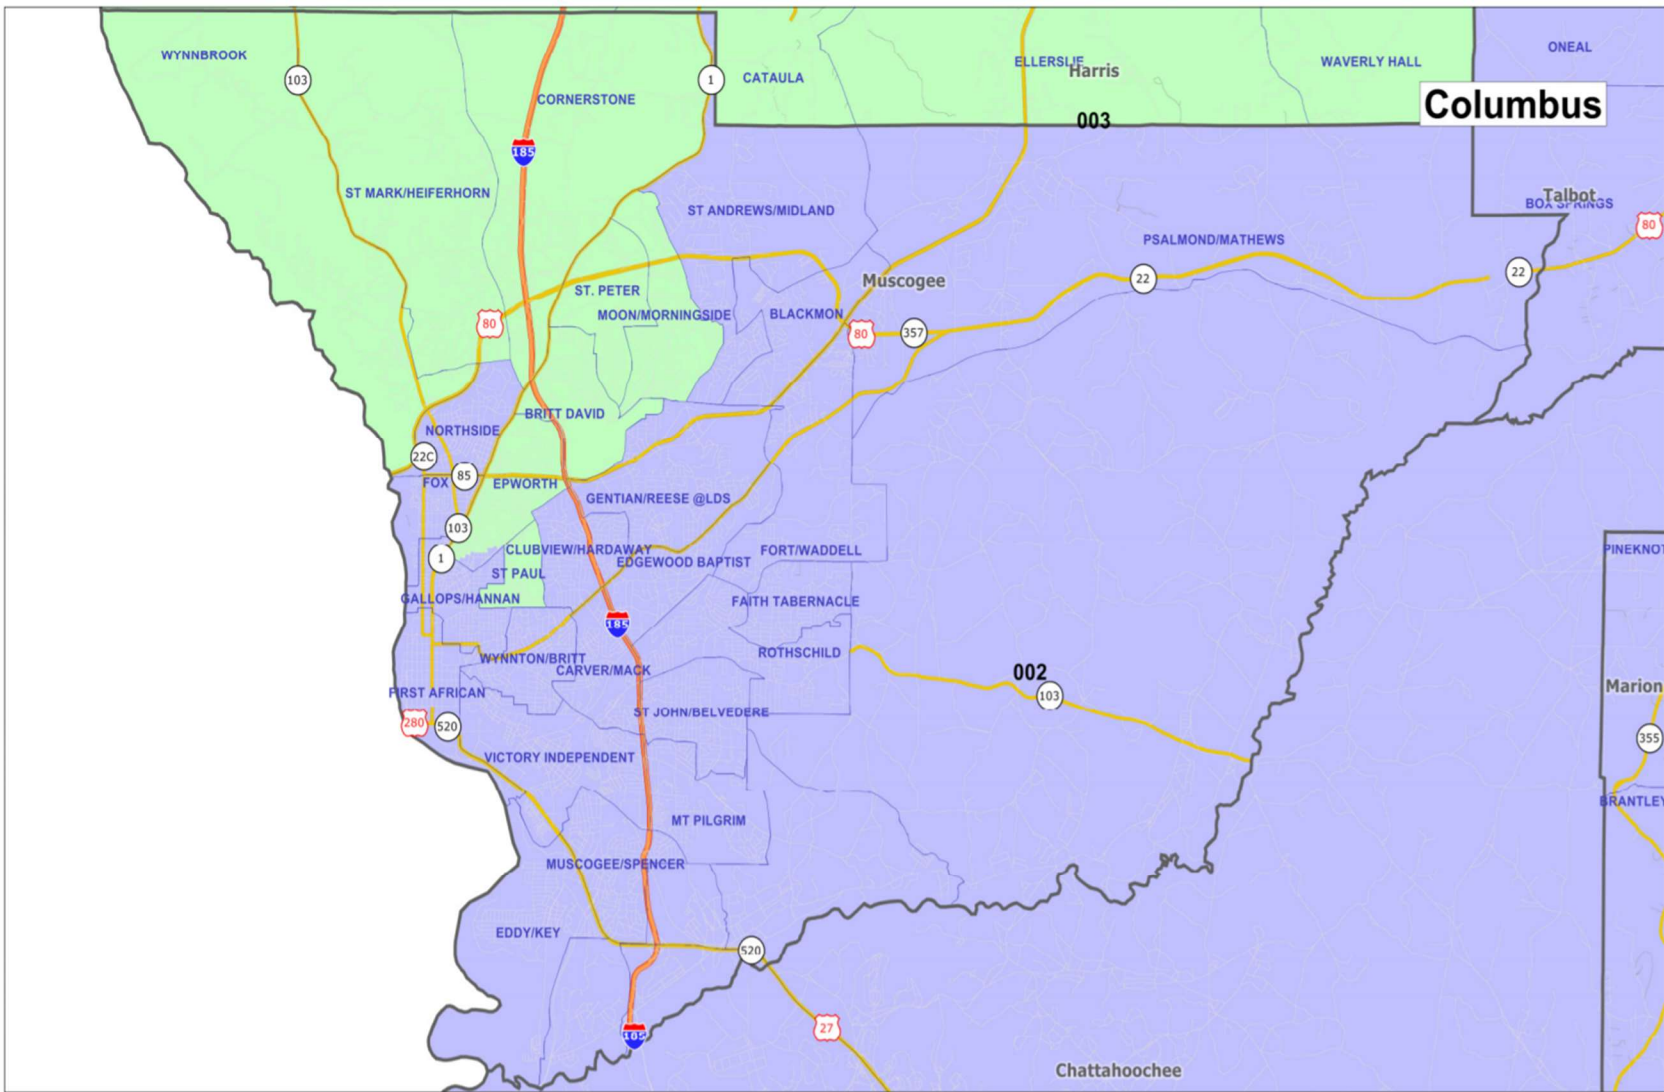 ONEAL
WYNNBROOK
ELLERSLIE
WAVERLY HALL
Harris
103
1
CATAULA
CORNERSTONE
Columbus
003
185
ST MARK/HEIFERHORN
Talbot
BOX SPRINGS
ST ANDREWS/MIDLAND
80
PSALMOND/MATHEWS
22
22
Muscogee
ST. PETER
MOON/MORNINGSIDE
BLACKMON
80
80
357
BRITT DAVID
NORTHSIDE
22C
85
FOX
EPWORTH
GENTIAN/REESE @LDS
103
CLUBVIEW/HARDAWAY
FORT/WADDELL
PINEKNOT
1
EDGEWOOD BAPTIST
ST PAUL
GALLOPS/HANNAN
FAITH TABERNACLE
185
ROTHSCHILD
WYNNTON/BRITT
CARVER/MACK
002
Marion
FIRST AFRICAN
103
ST JOHN/BELVEDERE
280
520
355
VICTORY INDEPENDENT
BRANTLEY
MT PILGRIM
MUSCOGEE/SPENCER
EDDY/KEY
520
27
185
Chattahoochee